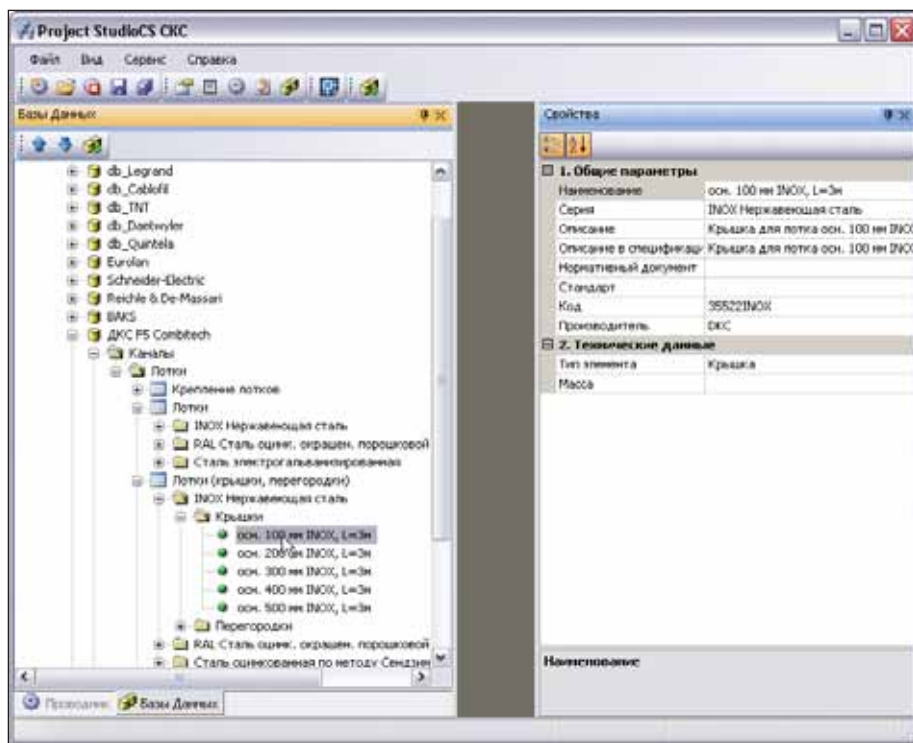 Project StudioCS СКС
Файл Вид Сервис Справка
Базы Данных
db_Legrand
db_Cablofil
db_TNT
db_Daetwyler
db_Quintela
Eurolan
Schneider-Electric
Reichle & De-Massari
BAKS
ДКС F5 Combitech
Каналы
Лотки
Крепление лотков
Лотки
INOX Нержавеющая сталь
RAL Сталь оцинк. окрашен. порошковой
Сталь электрогальванизированная
Лотки (крышки, перегородки)
INOX Нержавеющая сталь
Крышки
осн. 100 мм INOX, L=3м
осн. 200 мм INOX, L=3м
осн. 300 мм INOX, L=3м
осн. 400 мм INOX, L=3м
осн. 500 мм INOX, L=3м
Перегородки
RAL Сталь оцинк. окрашен. порошковой
Сталь оцинкованная по методу Сендзим
Проводник Базы Данных
Свойства
1. Общие параметры
Наименование осн. 100 мм INOX, L=3м
Серия INOX Нержавеющая сталь
Описание Крышка для лотка осн. 100 мм INO
Описание в спецификац Крышка для лотка осн. 100 мм INO
Нормативный документ
Стандарт
Код 35522INOX
Производитель DKC
2. Технические данные
Тип элемента Крышка
Масса
Наименование